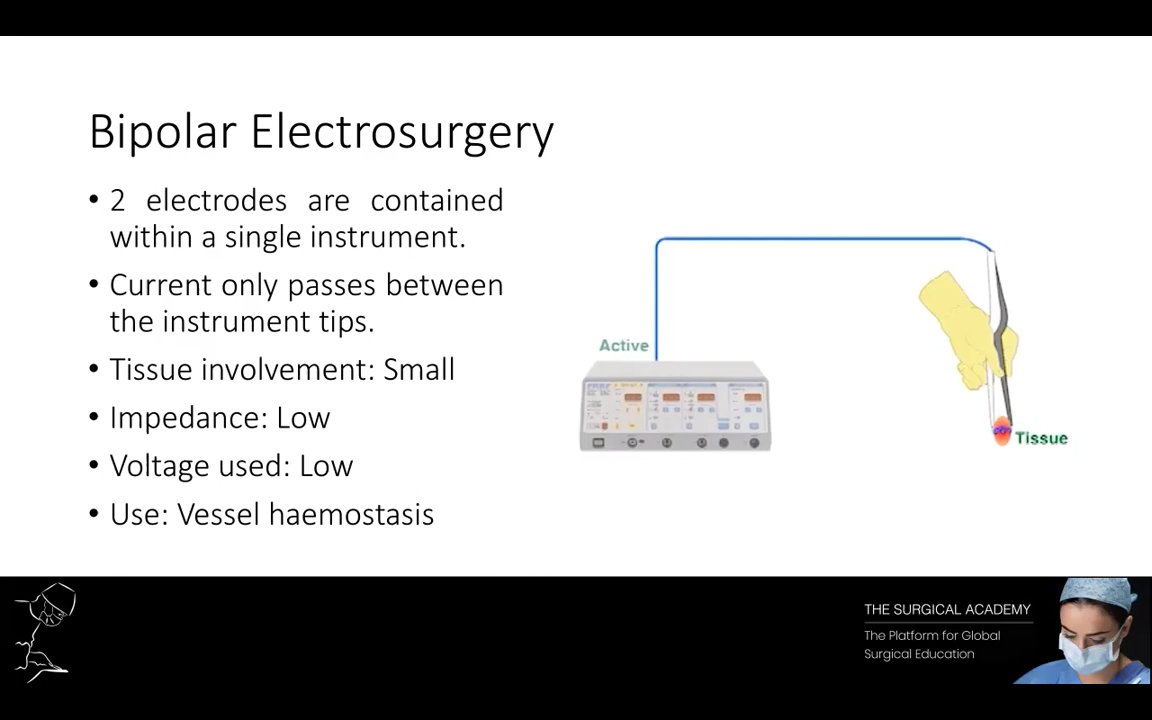 Bipolar Electrosurgery
• 2 electrodes are contained
within a single instrument.
• Current only passes between
the instrument tips.
• Tissue involvement: Small
• Impedance: Low
• Voltage used: Low
• Use: Vessel haemostasis
Active
Tissue
THE SURGICAL ACADEMY
The Platform for Global
Surgical Education